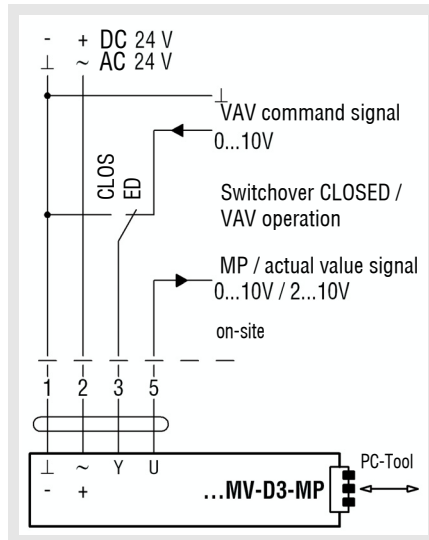 - + DC 24 V
⊥ ~ AC 24 V
⊥
VAV command signal
0...10V
CLOS
ED
Switchover CLOSED /
VAV operation
MP / actual value signal
0...10V / 2...10V
on-site
1 2 3 5
⊥ ~ Y U
- +
...MV-D3-MP
PC-Tool